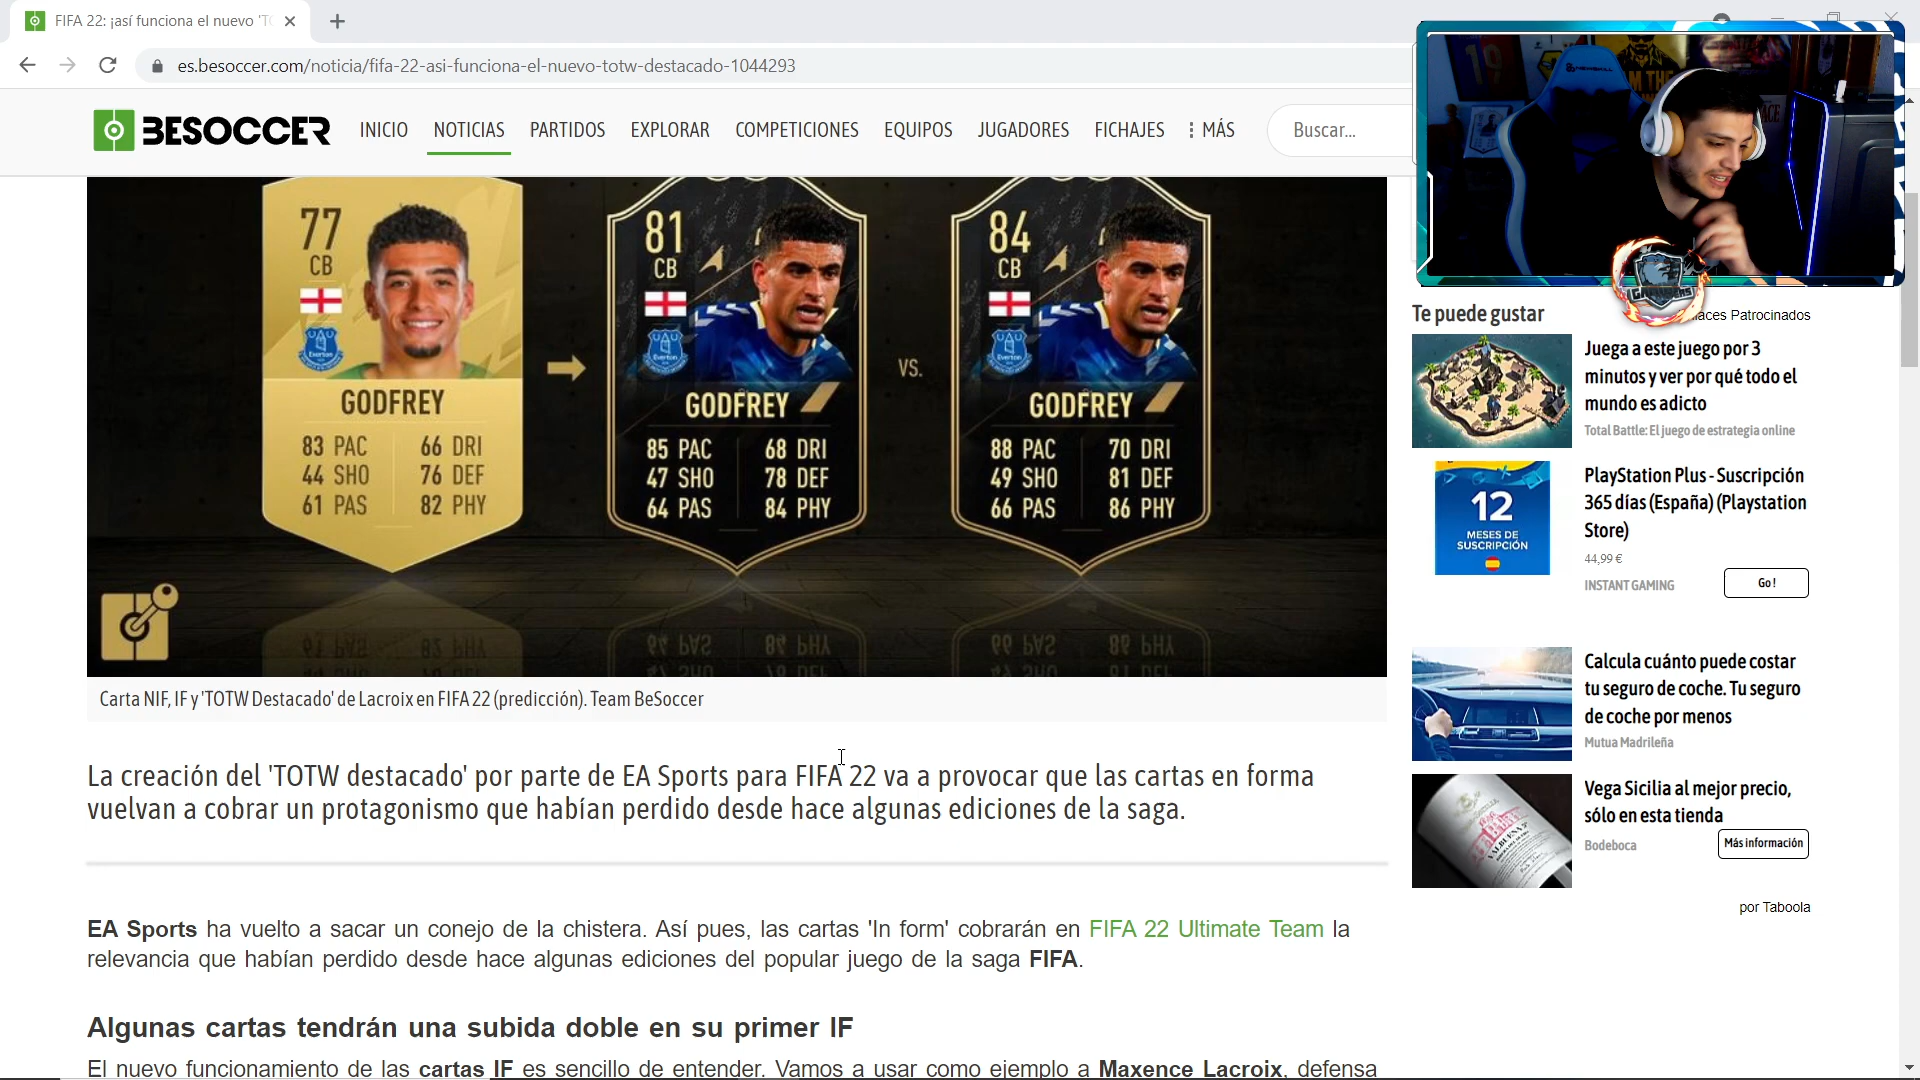 FIFA 22: ¡así funciona el nuevo 'TO
es.besoccer.com/noticia/fifa-22-asi-funciona-el-nuevo-totw-destacado-1044293
BESOCCER
INICIO
NOTICIAS
PARTIDOS
EXPLORAR
COMPETICIONES
EQUIPOS
JUGADORES
FICHAJES
MÁS
Buscar...
19
77
CB
Everton
GODFREY
83 PAC 66 DRI
44 SHO 76 DEF
61 PAS 82 PHY
81
CB
Everton
GODFREY
85 PAC 68 DRI
47 SHO 78 DEF
64 PAS 84 PHY
VS.
84
CB
Everton
GODFREY
88 PAC 70 DRI
49 SHO 81 DEF
66 PAS 86 PHY
Carta NIF, IF y 'TOTW Destacado' de Lacroix en FIFA 22 (predicción). Team BeSoccer
La creación del 'TOTW destacado' por parte de EA Sports para FIFA 22 va a provocar que las cartas en forma
vuelvan a cobrar un protagonismo que habían perdido desde hace algunas ediciones de la saga.
EA Sports ha vuelto a sacar un conejo de la chistera. Así pues, las cartas 'In form' cobrarán en FIFA 22 Ultimate Team la
relevancia que habían perdido desde hace algunas ediciones del popular juego de la saga FIFA.
Algunas cartas tendrán una subida doble en su primer IF
El nuevo funcionamiento de las cartas IF es sencillo de entender. Vamos a usar como ejemplo a Maxence Lacroix, defensa
Te puede gustar
laces Patrocinados
Juega a este juego por 3
minutos y ver por qué todo el
mundo es adicto
Total Battle: El juego de estrategia online
12
MESES DE
SUSCRIPCIÓN
PlayStation Plus - Suscripción
365 días (España) (Playstation
Store)
44,99 €
INSTANT GAMING
Go!
Calcula cuánto puede costar
tu seguro de coche. Tu seguro
de coche por menos
Mutua Madrileña
Vega Sicilia al mejor precio,
sólo en esta tienda
Bodeboca
Más información
por Taboola